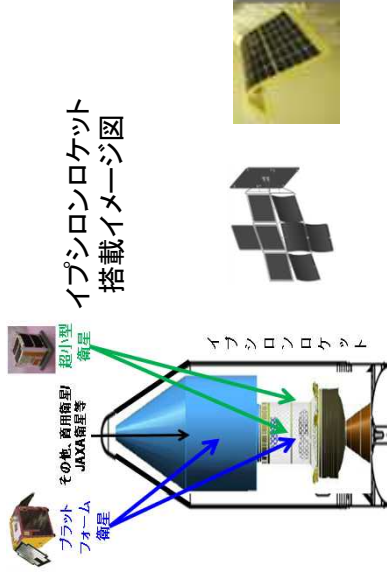 イプシロンロケット
搭載イメージ図
超小型
衛星
その他、商用衛星/
JAXA衛星等
プラット
フォーム
衛星
イプシロンロケット